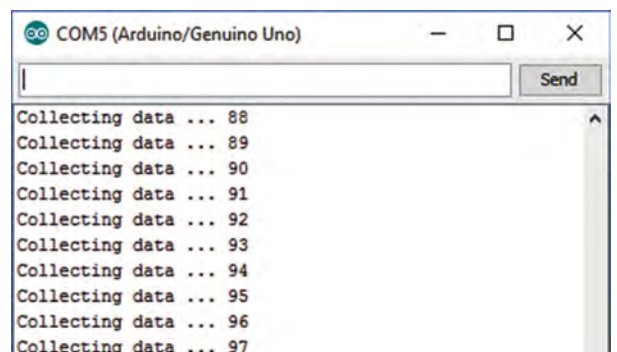 COM5 (Arduino/Genuino Uno)
Send
Collecting data ... 88
Collecting data ... 89
Collecting data ... 90
Collecting data ... 91
Collecting data ... 92
Collecting data ... 93
Collecting data ... 94
Collecting data ... 95
Collecting data ... 96
Collecting data ... 97